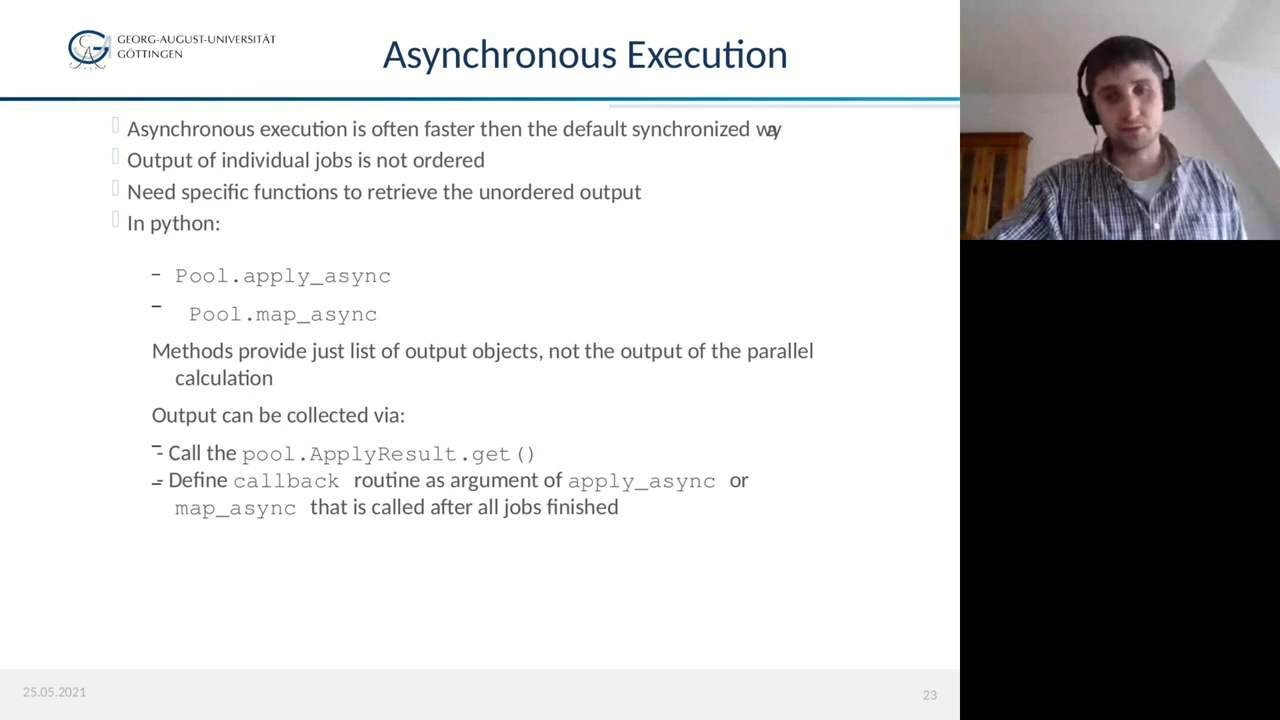 GEORG-AUGUST-UNIVERSITÄT
GÖTTINGEN
Asynchronous Execution
Asynchronous execution is often faster then the default synchronized way
Output of individual jobs is not ordered
Need specific functions to retrieve the unordered output
In python:
– Pool.apply_async
– Pool.map_async
Methods provide just list of output objects, not the output of the parallel
calculation
Output can be collected via:
- Call the pool.ApplyResult.get()
- Define callback routine as argument of apply_async or
map_async that is called after all jobs finished
25.05.2021
23